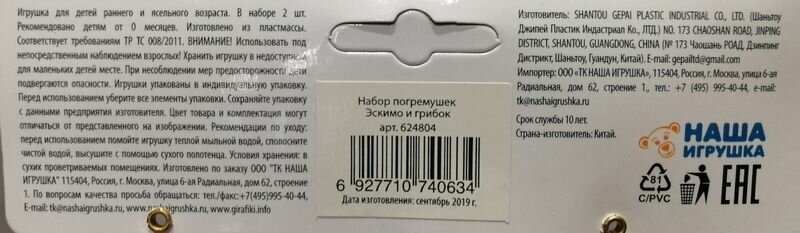 Игрушка для детей раннего и ясельного возраста. В наборе 2 шт.
Рекомендовано детям от 0 месяцев. Изготовлено из пластмассы.
Соответствует требованиям ТР ТС 008/2011. ВНИМАНИЕ! Использовать под
непосредственным наблюдением взрослых! Хранить игрушку в недоступном
для маленьких детей месте. При несоблюдении мер предосторожности дети
подвергаются опасности. Игрушки упакованы в индивидуальную упаковку.
Перед использованием уберите все элементы упаковки. Сохраняйте упаковку
с данными предприятия изготовителя. Цвет товара и комплектация могут
отличаться от представленного на изображении. Рекомендации по уходу:
перед использованием помойте игрушку теплой мыльной водой, сполосните
чистой водой, высушите с помощью сухого полотенца. Условия хранения: в
сухих проветриваемых помещениях. Изготовлено по заказу ООО "ТК НАША
ИГРУШКА" 115404, Россия, г. Москва, улица 6-ая Радиальная, дом 62, строение
1. По вопросам качества просьба обращаться: тел./факс:+7(495)995-40-44,
E-mail: tk@nashaigrushka.ru, www.nashaigrushka.ru, www.girafiki.info
Набор погремушек
Эскимо и грибок
арт. 624804
6 927710 740634
Дата изготовления: сентябрь 2019 г.
Изготовитель: SHANTOU GEPAI PLASTIC INDUSTRIAL CO., LTD. (Шаньтоу
Джипей Пластик Индастриал Ко., ЛТД.) NO. 173 CHAOSHAN ROAD, JINPING
DISTRICT, SHANTOU, GUANGDONG, CHINA (№ 173 Чаошань РОАД, Дзинпинг
Дистрикт, Шаньтоу, Гуандун, Китай). E-mail: gepailtd@gmail.com
Импортер: ООО "ТК НАША ИГРУШКА", 115404, Россия, г. Москва, улица 6-ая
Радиальная, дом 62, строение 1., тел.: +7 (495) 995-40-44, e-mail:
tk@nashaigrushka.ru
Срок службы 10 лет.
Страна-изготовитель: Китай.
НАША
ИГРУШКА
81
C/PVC
EAC